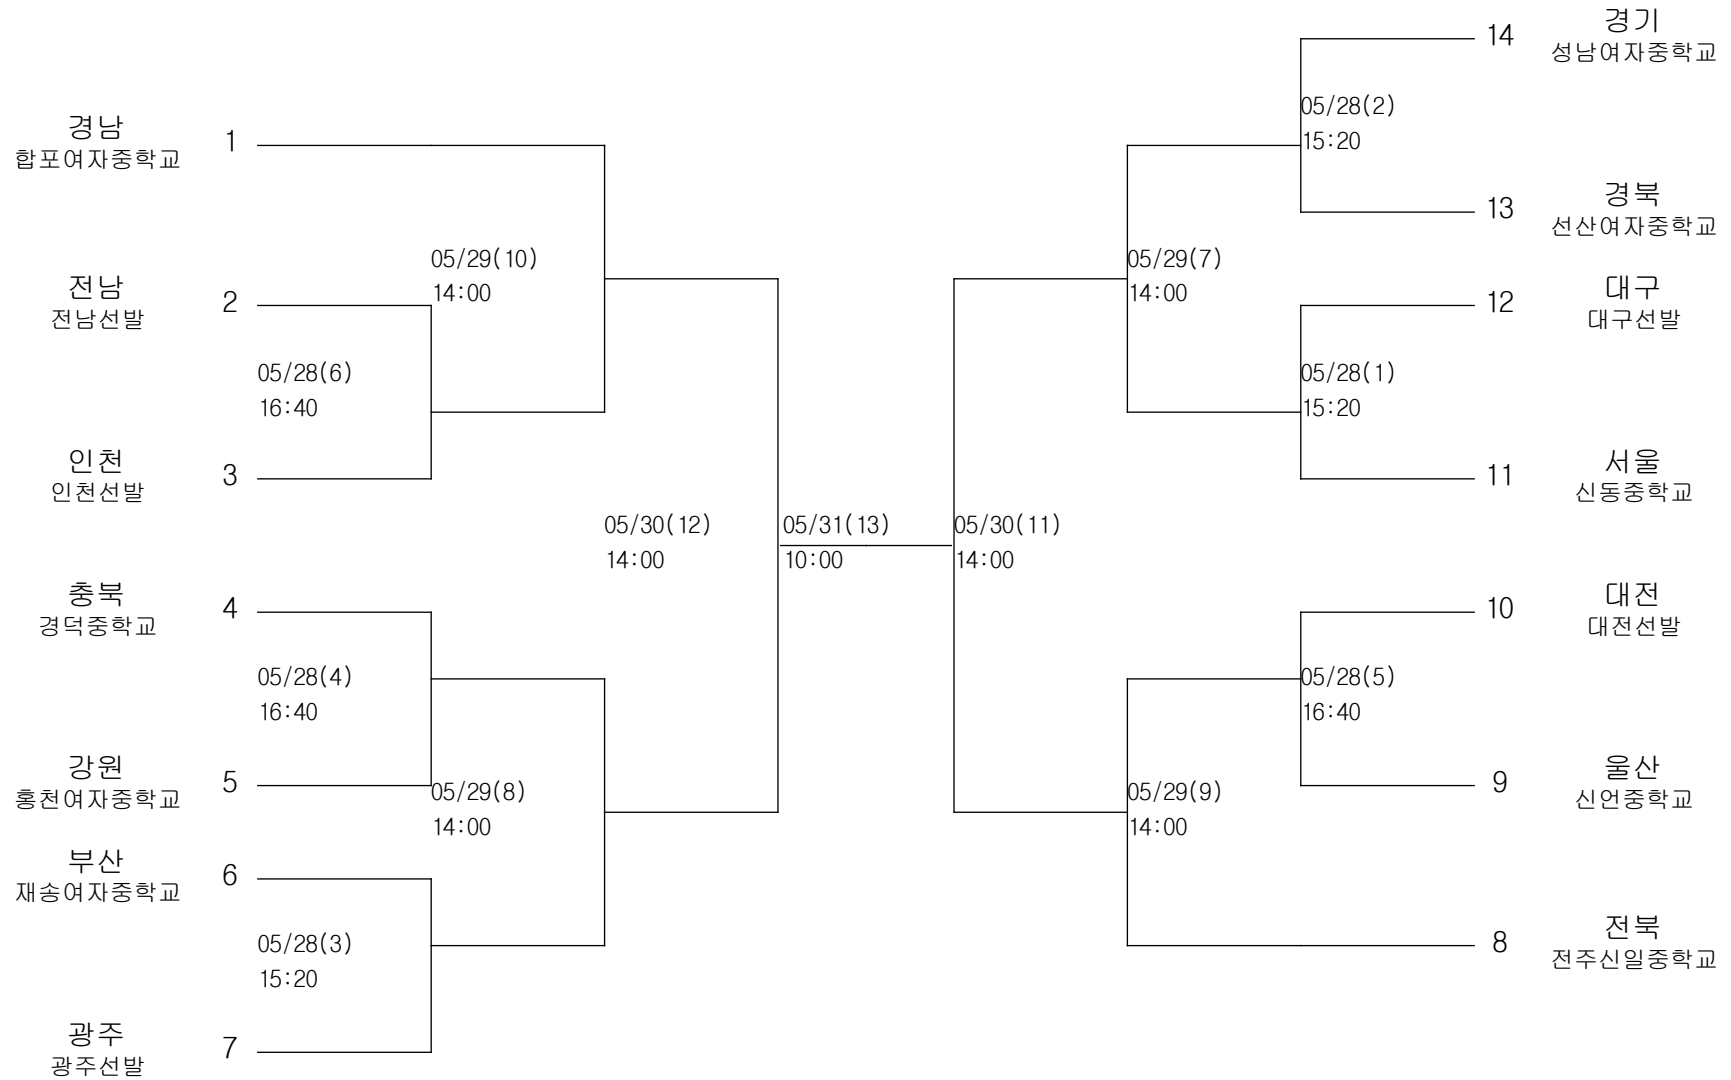 경남
합포여자중학교
1
전남
전남선발
2
05/29(10)
14:00
05/28(6)
16:40
인천
인천선발
3
05/30(12)
14:00
충북
경덕중학교
4
05/28(4)
16:40
강원
홍천여자중학교
5
05/29(8)
14:00
부산
재송여자중학교
6
05/28(3)
15:20
광주
광주선발
7
05/31(13)
10:00
14
경기
성남여자중학교
05/28(2)
15:20
13
경북
선산여자중학교
05/29(7)
14:00
12
대구
대구선발
05/28(1)
15:20
11
서울
신동중학교
05/30(11)
14:00
10
대전
대전선발
05/28(5)
16:40
9
울산
신언중학교
05/29(9)
14:00
8
전북
전주신일중학교